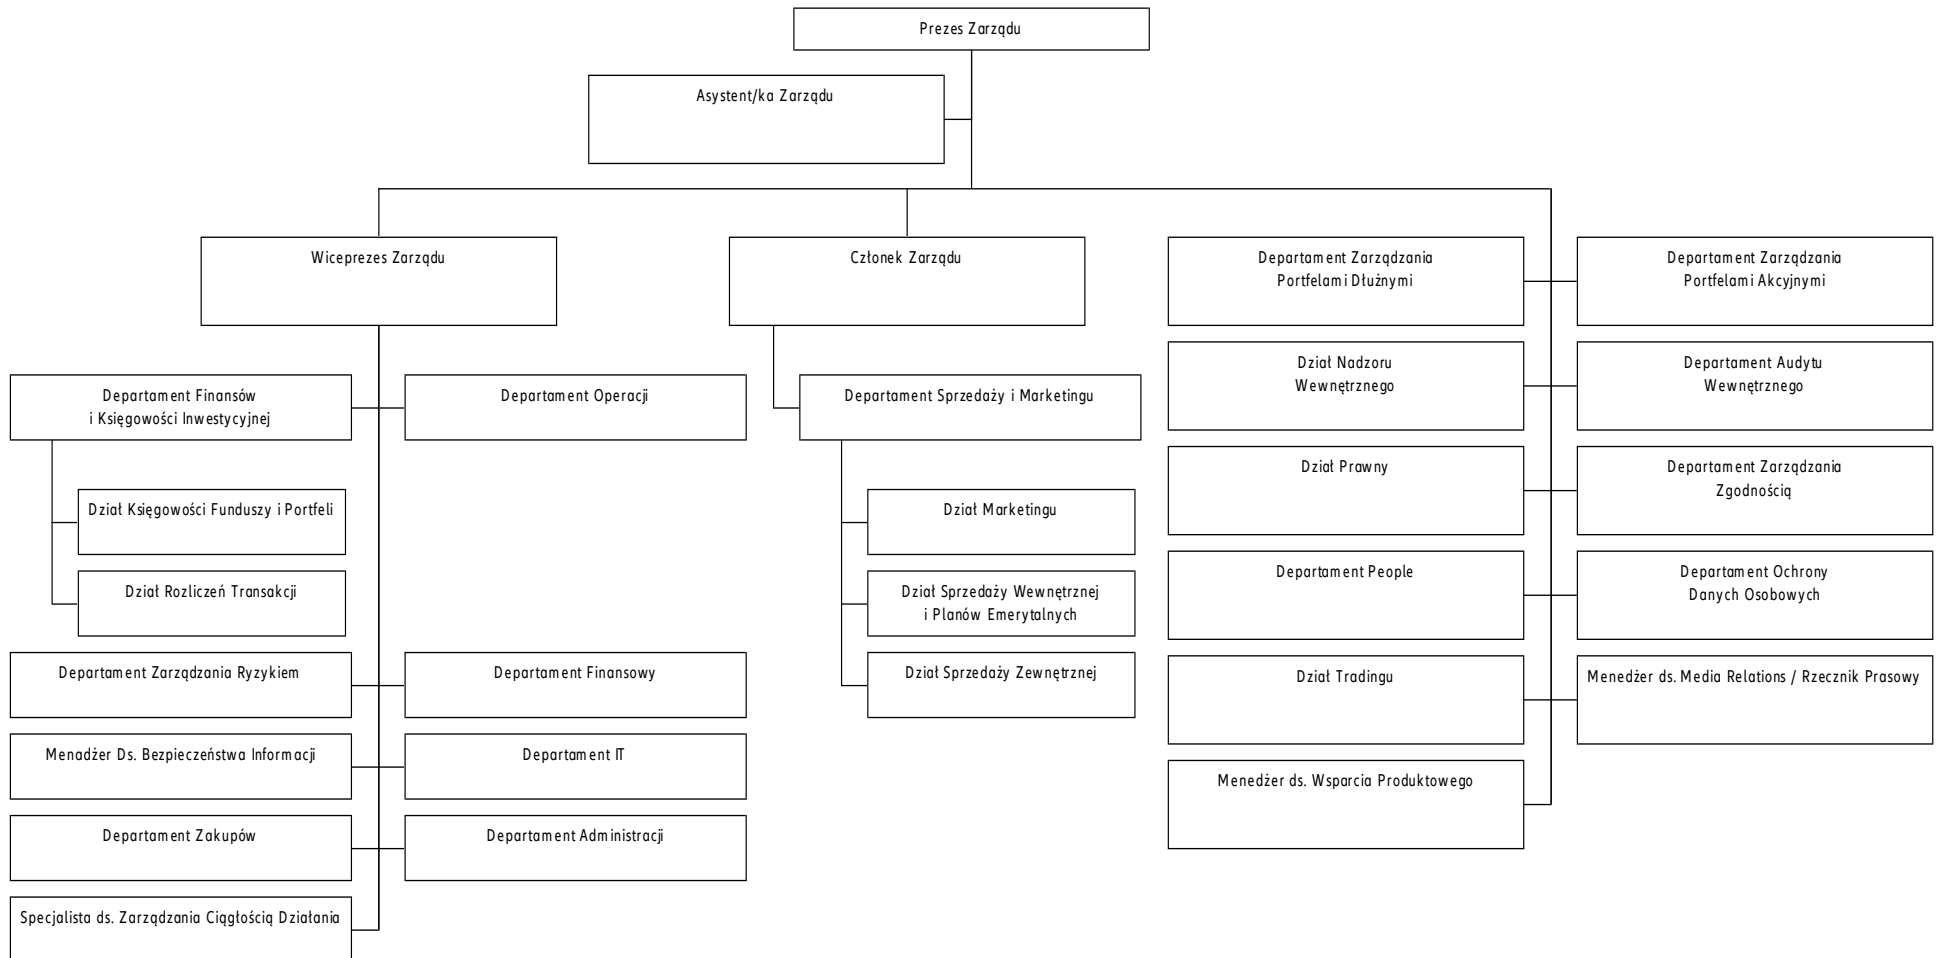 Prezes Zarządu
Asystent/ka Zarządu
Wiceprezes Zarządu
Członek Zarządu
Departament Zarządzania
Portfelami Dłużnymi
Departament Zarządzania
Portfelami Akcyjnymi
Dział Nadzoru
Wewnętrznego
Departament Audytu
Wewnętrznego
Departament Finansów
i Księgowości Inwestycyjnej
Departament Operacji
Departament Sprzedaży i Marketingu
Dział Prawny
Departament Zarządzania
Zgodnością
Dział Księgowości Funduszy i Portfeli
Dział Marketingu
Departament People
Departament Ochrony
Danych Osobowych
Dział Rozliczeń Transakcji
Dział Sprzedaży Wewnętrznej
i Planów Emerytalnych
Departament Zarządzania Ryzykiem
Departament Finansowy
Dział Sprzedaży Zewnętrznej
Dział Tradingu
Menedżer ds. Media Relations / Rzecznik Prasowy
Menadżer Ds. Bezpieczeństwa Informacji
Departament IT
Menedżer ds. Wsparcia Produktowego
Departament Zakupów
Departament Administracji
Specjalista ds. Zarządzania Ciągłością Działania